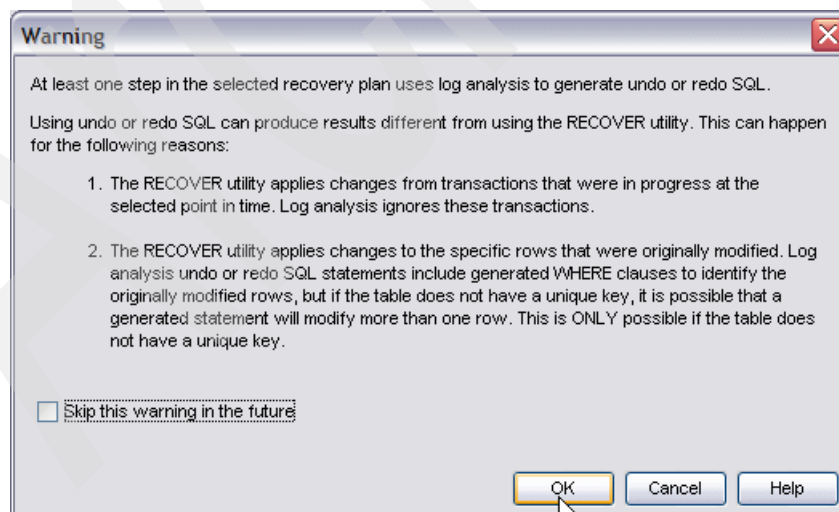 Warning
At least one step in the selected recovery plan uses log analysis to generate undo or redo SQL.
Using undo or redo SQL can produce results different from using the RECOVER utility. This can happen
for the following reasons:
1. The RECOVER utility applies changes from transactions that were in progress at the
selected point in time. Log analysis ignores these transactions.
2. The RECOVER utility applies changes to the specific rows that were originally modified. Log
analysis undo or redo SQL statements include generated WHERE clauses to identify the
originally modified rows, but if the table does not have a unique key, it is possible that a
generated statement will modify more than one row. This is ONLY possible if the table does
not have a unique key.
Skip this warning in the future
OK Cancel Help